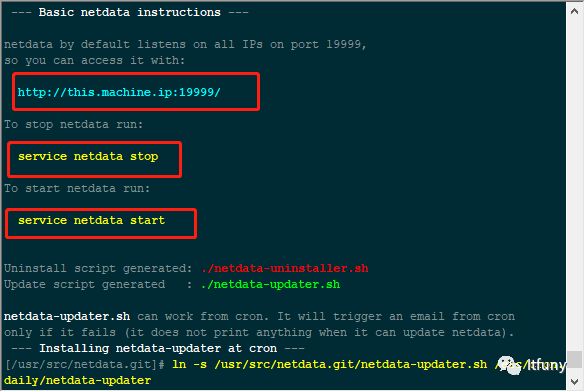 --- Basic netdata instructions ---
netdata by default listens on all IPs on port 19999,
so you can access it with:
http://this.machine.ip:19999/
To stop netdata run:
service netdata stop
To start netdata run:
service netdata start
Uninstall script generated: ./netdata-uninstaller.sh
Update script generated   : ./netdata-updater.sh
netdata-updater.sh can work from cron. It will trigger an email from cron
only if it fails (it does not print anything when it can update netdata).
--- Installing netdata-updater at cron ---
[/usr/src/netdata.git]# ln -s /usr/src/netdata.git/netdata-updater.sh
daily/netdata-updater
Itfuny